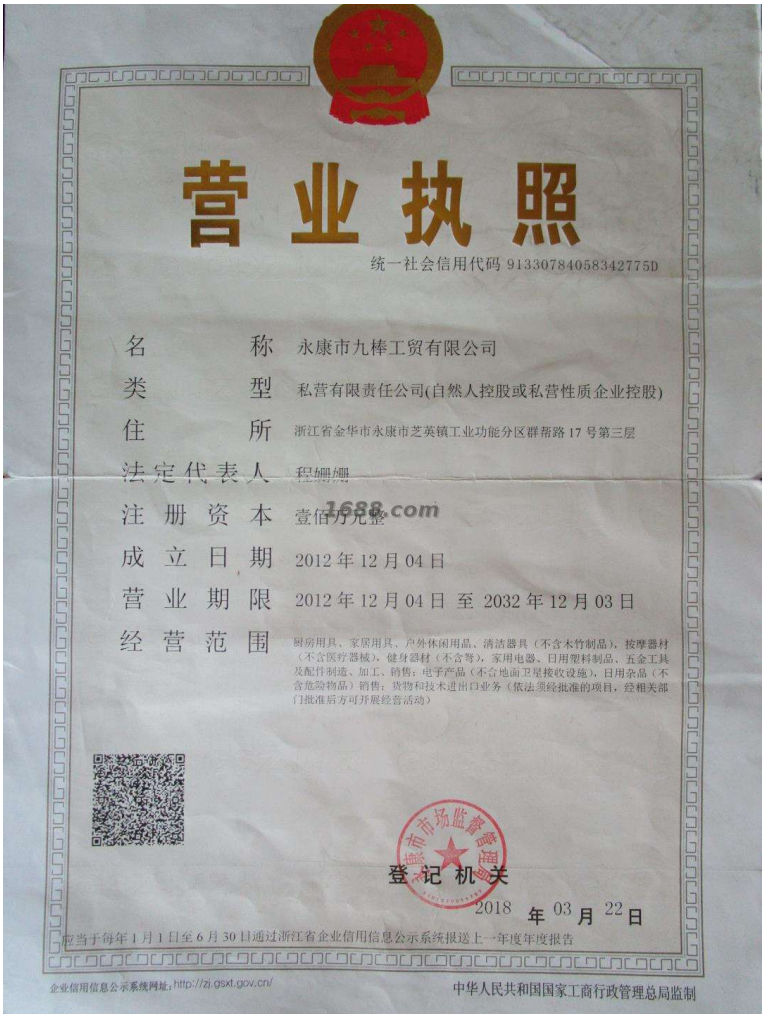 营业执照
统一社会信用代码 91330784058342775D
名称 永康市九棒工贸有限公司
类型 私营有限责任公司(自然人控股或私营性质企业控股)
住所 浙江省金华市永康市芝英镇工业功能分区群帮路17号第三层
法定代表人 程姗姗
1688.com
注册资本 壹佰万元整
成立日期 2012年12月04日
营业期限 2012年12月04日至2032年12月03日
经营范围 厨房用具、家居用具、户外休闲用品、清洁器具（不含木竹制品），按摩器材
（不含医疗器械），健身器材（不含弩），家用电器、日用塑料制品、五金工具
及配件制造、加工、销售；电子产品（不含地面卫星接收设施），日用杂品（不
含危险物品）销售；货物和技术进出口业务（依法须经批准的项目，经相关部
门批准后方可开展经营活动）
永康市市场监督管理局
登记机关
2018年03月22日
应当于每年1月1日至6月30日通过浙江省企业信用信息公示系统报送上一年度年度报告
企业信用信息公示系统网址：http://zj.gsxt.gov.cn/
中华人民共和国国家工商行政管理总局监制